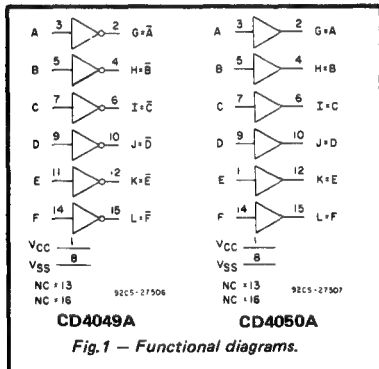 A 3 2 G=A̅
B 5 4 H=B̅
C 7 6 I=C̅
D 9 10 J=D̅
E 11 12 K=E̅
F 14 15 L=F̅
VCC 1
VSS 8
NC =13
NC =16
92CS-27506
CD4049A
A 3 2 G=A
B 5 4 H=B
C 7 6 I=C
D 9 10 J=D
E 1 12 K=E
F 14 15 L=F
VCC 1
VSS 8
NC =13
NC =16
92CS-27507
CD4050A
Fig.1 — Functional diagrams.